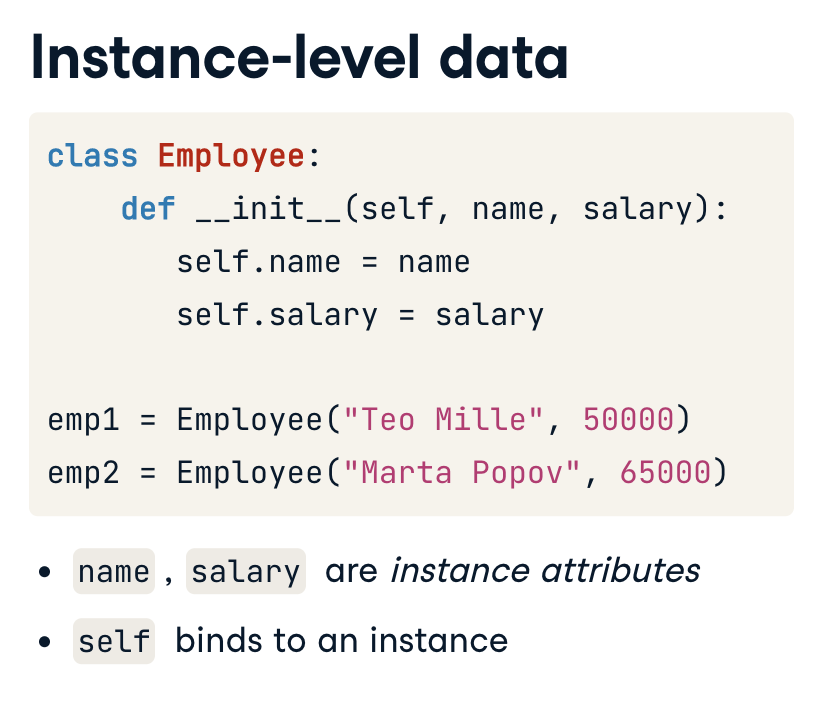 Instance-level data
class Employee:
    def __init__(self, name, salary):
       self.name = name
       self.salary = salary
emp1 = Employee("Teo Mille", 50000)
emp2 = Employee("Marta Popov", 65000)
• name , salary are instance attributes
• self binds to an instance